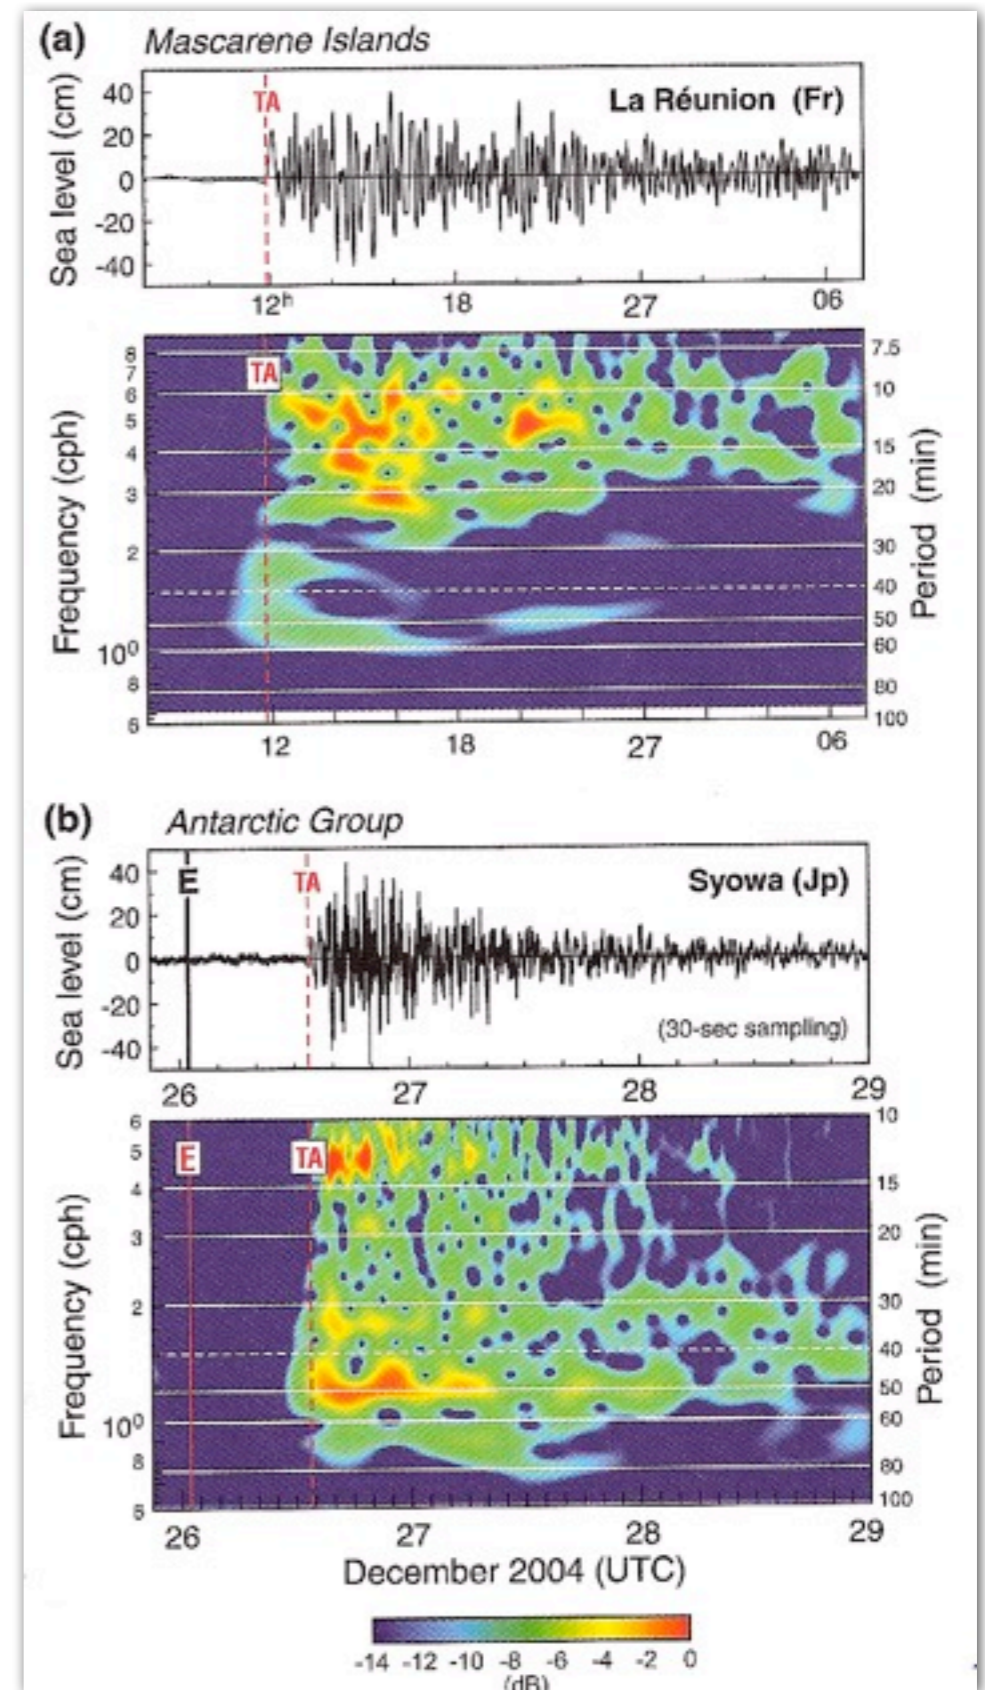 (a) Mascarene Islands
La Réunion (Fr)
TA
Sea level (cm)
40
20
0
-20
-40
12h 18 27 06
TA
Frequency (cph)
8
7
6
5
4
3
2
10⁰
8
6
7.5
10
15
20
30
40
50
60
80
100
Period (min)
12 18 27 06
(b) Antarctic Group
Syowa (Jp)
E
TA
Sea level (cm)
40
20
0
-20
-40
(30-sec sampling)
26 27 28 29
E
TA
Frequency (cph)
6
5
4
3
2
10⁰
8
6
10
15
20
30
40
50
60
80
100
Period (min)
26 27 28 29
December 2004 (UTC)
-14 -12 -10 -8 -6 -4 -2 0
(dB)